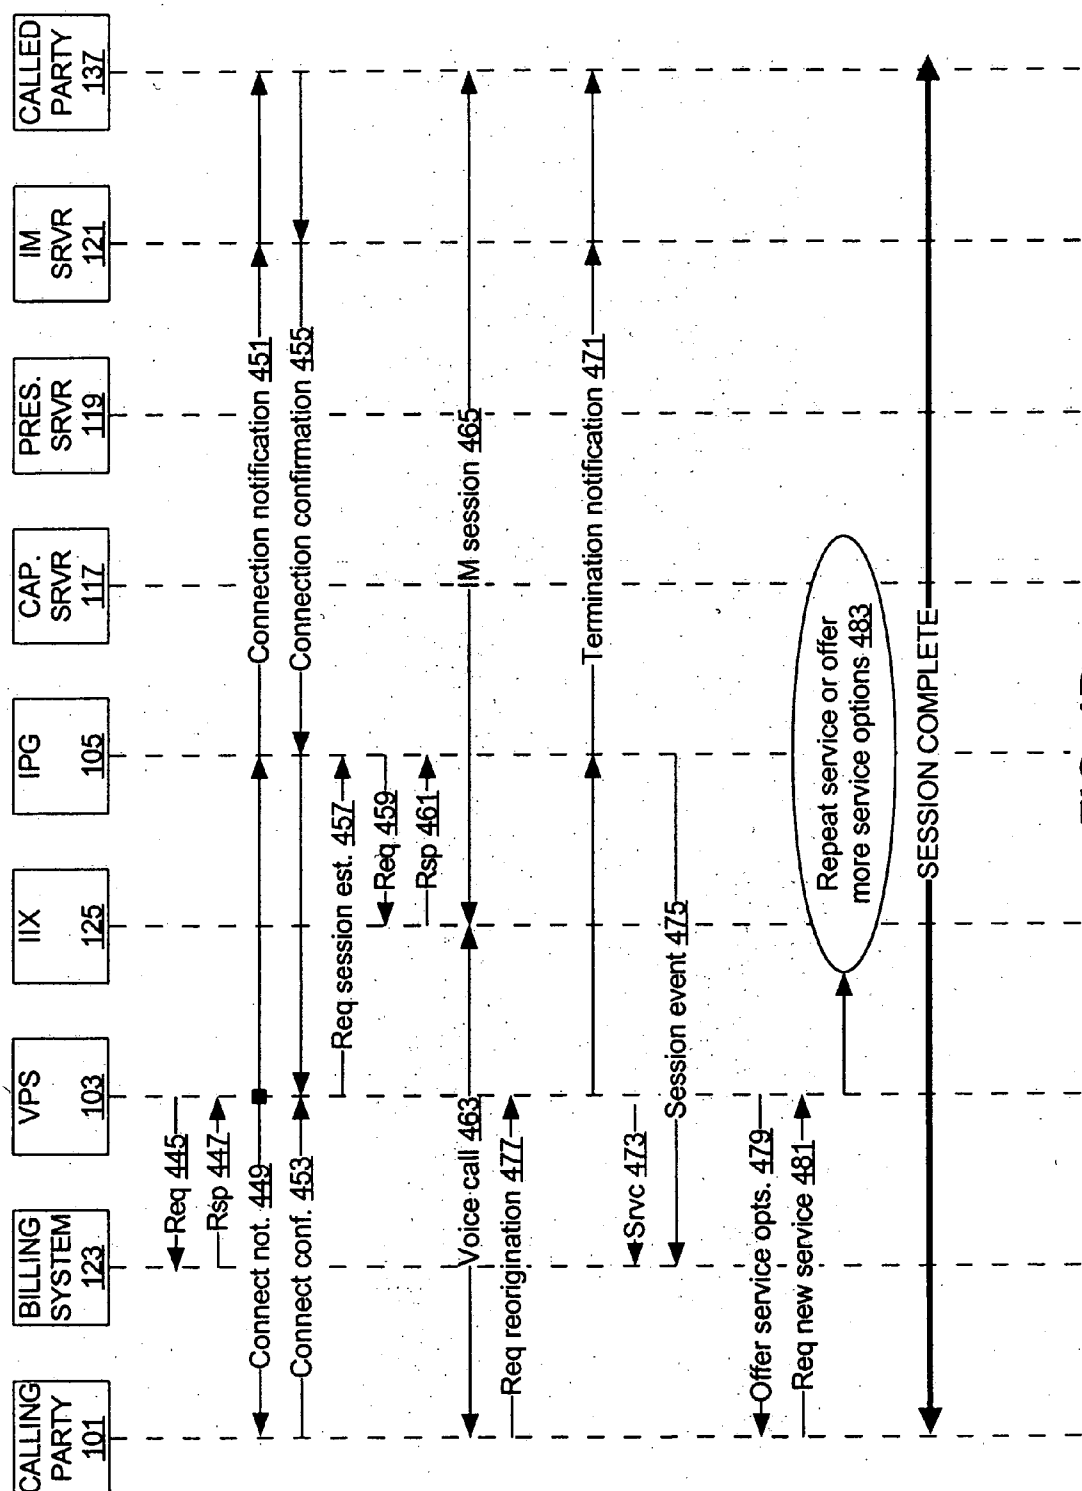 CALLING
PARTY
101
BILLING
SYSTEM
123
VPS
103
IIX
125
IPG
105
CAP.
SRVR
117
PRES.
SRVR
119
IM
SRVR
121
CALLED
PARTY
137
Req 445
Rsp 447
Connect not. 449
Connection notification 451
Connect conf. 453
Connection confirmation 455
Req session est. 457
Req 459
Rsp 461
Voice call 463
IM session 465
Req reorigination 477
Termination notification 471
Srvc 473
Session event 475
Offer service opts. 479
Req new service 481
Repeat service or offer
more service options 483
SESSION COMPLETE